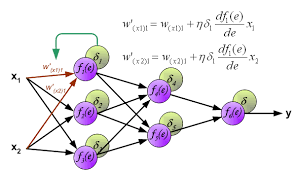 w'(x1)1 = w(x1)1 + ηδ1 df1(e)/de x1
w'(x2)1 = w(x2)1 + ηδ1 df1(e)/de x2
δ1
w'(x1)1
f1(e)
x1
w'(x2)1
δ4
f4(e)
δ2
f2(e)
δ
f6(e)
y
δ5
f5(e)
x2
δ3
f3(e)